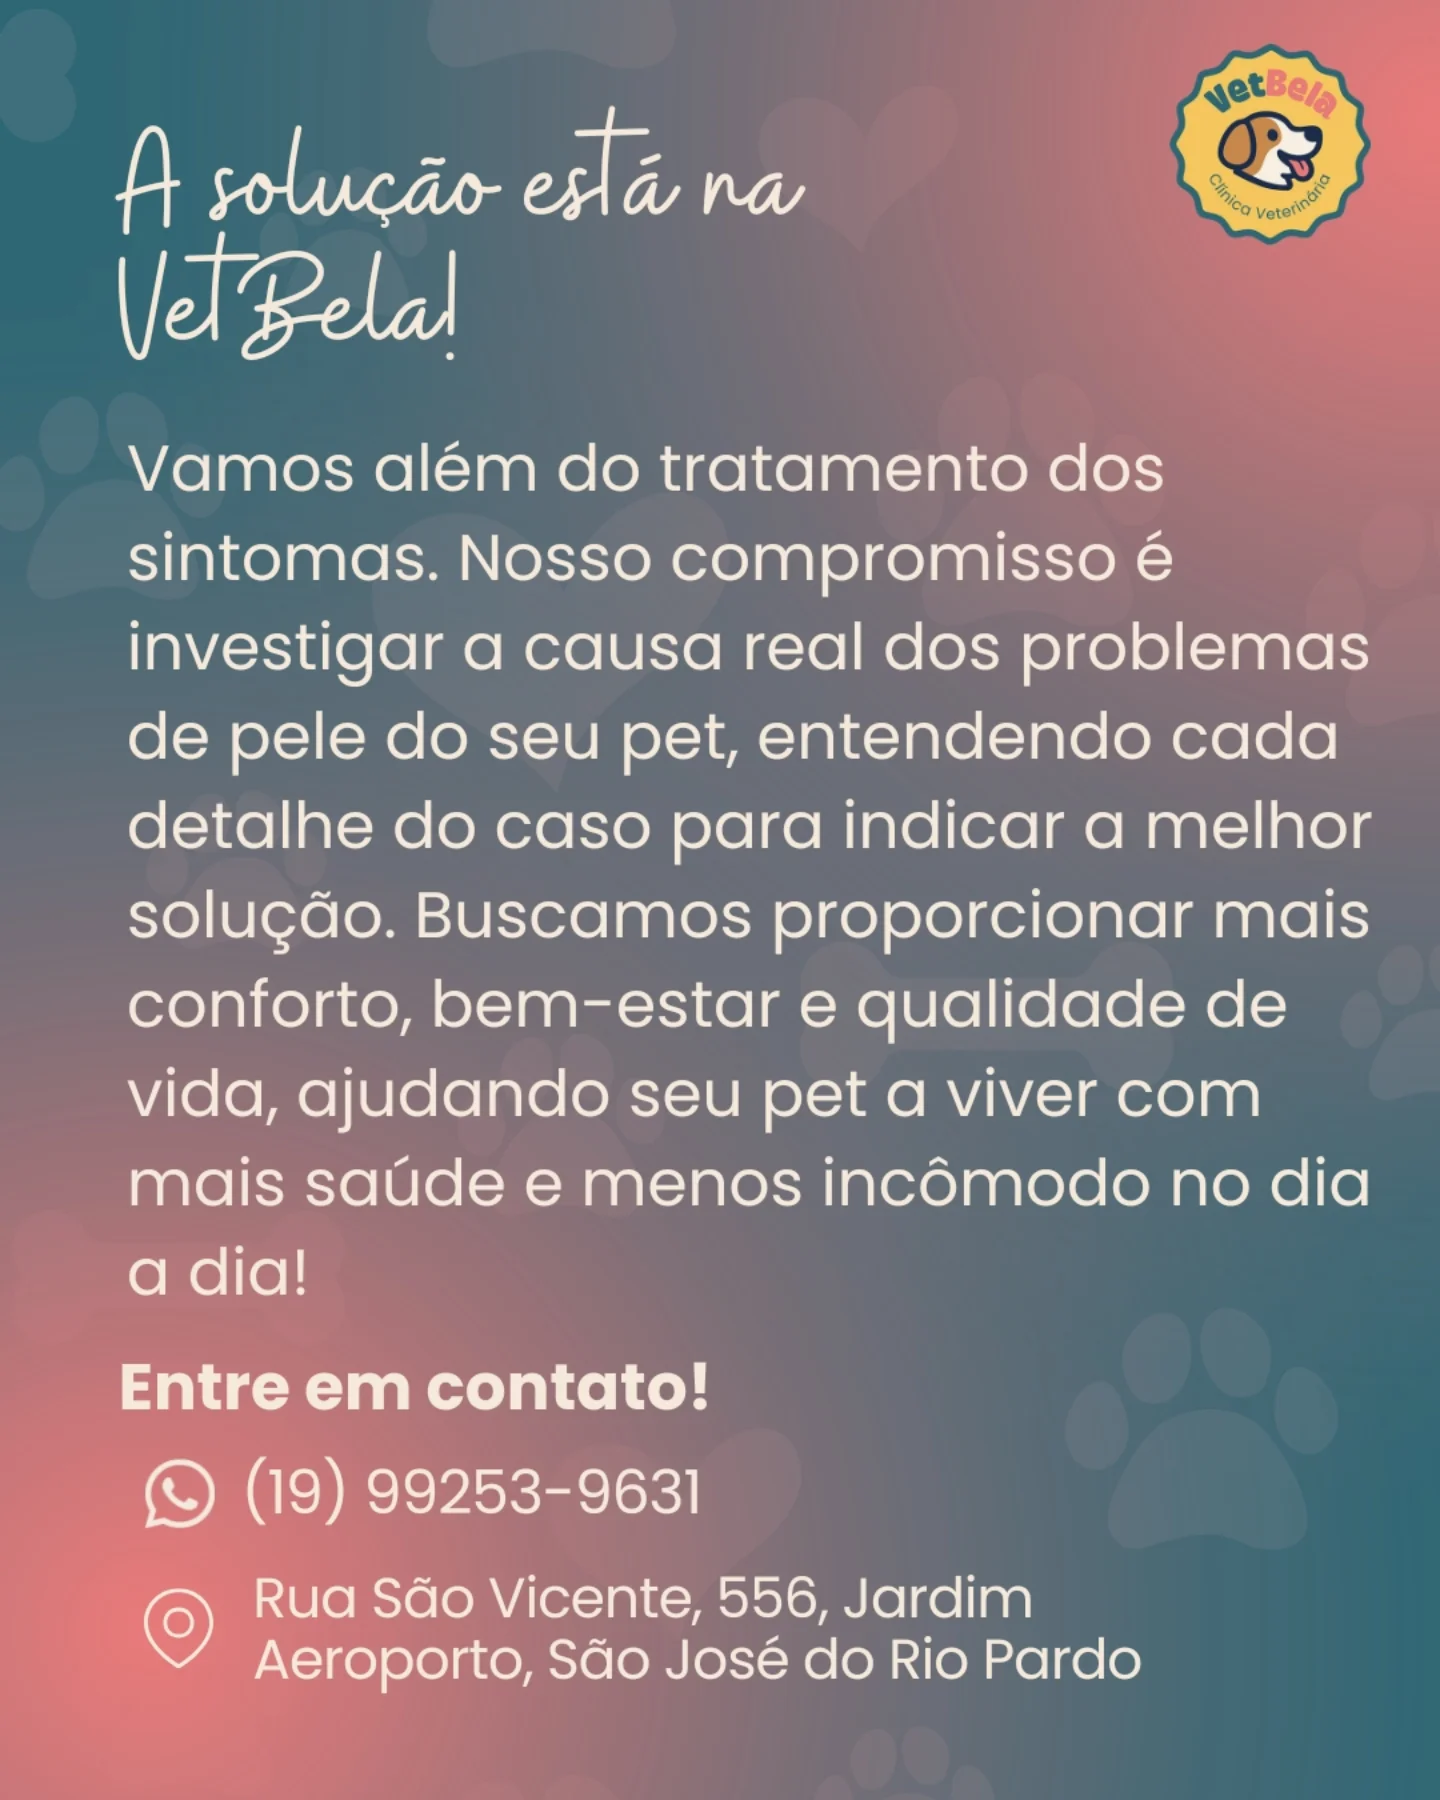 VetBela
Clínica Veterinária
A solução está na
VetBela!
Vamos além do tratamento dos
sintomas. Nosso compromisso é
investigar a causa real dos problemas
de pele do seu pet, entendendo cada
detalhe do caso para indicar a melhor
solução. Buscamos proporcionar mais
conforto, bem-estar e qualidade de
vida, ajudando seu pet a viver com
mais saúde e menos incômodo no dia
a dia!
Entre em contato!
(19) 99253-9631
Rua São Vicente, 556, Jardim
Aeroporto, São José do Rio Pardo